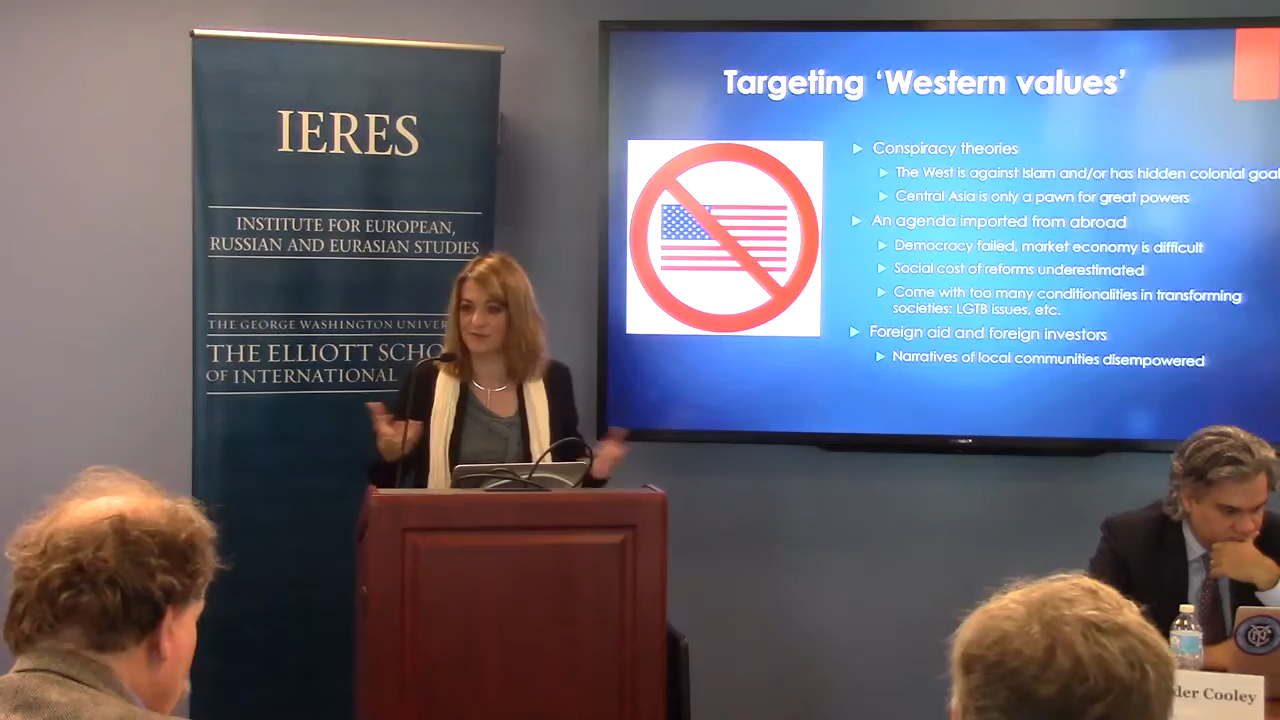 IERES
INSTITUTE FOR EUROPEAN,
RUSSIAN AND EURASIAN STUDIES
THE GEORGE WASHINGTON
THE ELLIOTT
OF INTERNATIONAL
Targeting ‘Western values’
Conspiracy theories
The West is against Islam and/or has hidden colonial
Central Asia is only a pawn for great powers
An agenda imported from abroad
Democracy failed, market economy is difficult
Social cost of reforms underestimated
Come with too many conditionalities in transforming
societies: LGTB issues, etc.
Foreign aid and foreign investors
Narratives of local communities disempowered
Cooley